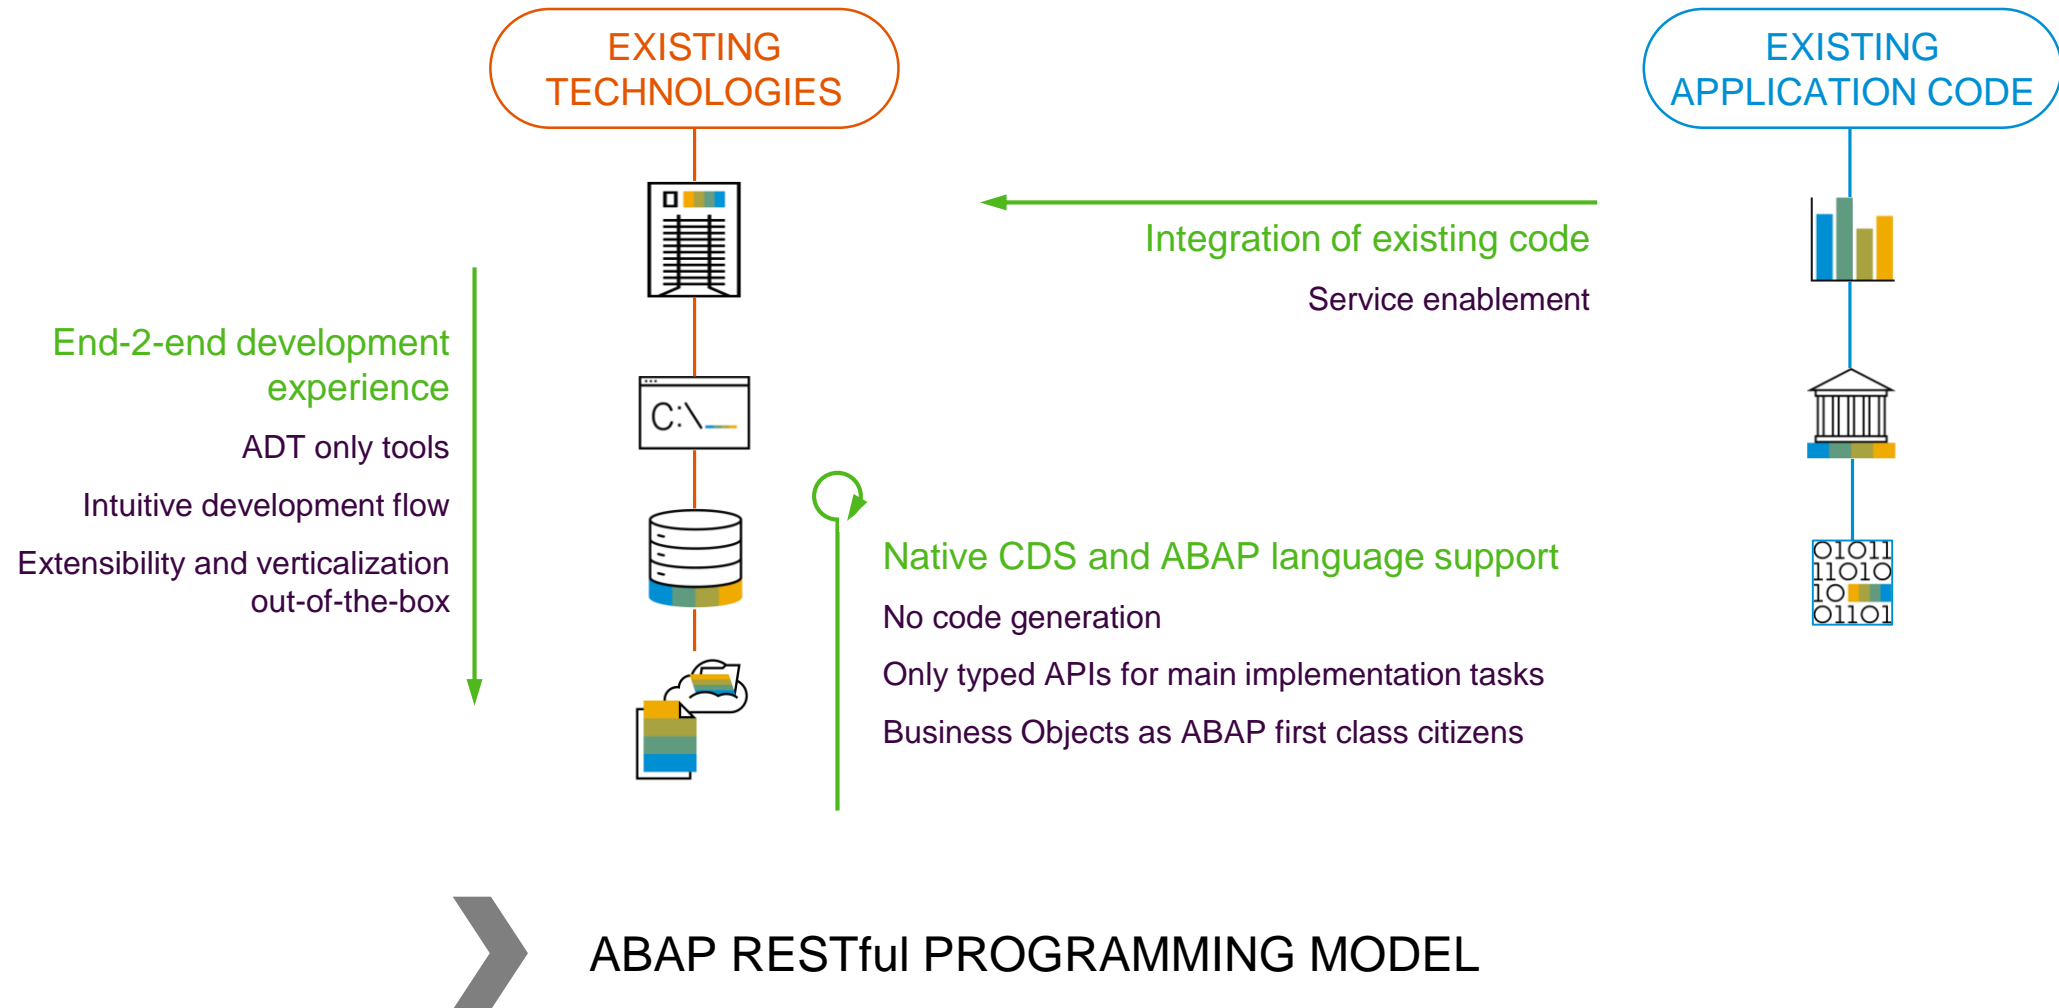 EXISTING
TECHNOLOGIES
EXISTING
APPLICATION CODE
Integration of existing code
Service enablement
End-2-end development
experience
ADT only tools
Intuitive development flow
Extensibility and verticalization
out-of-the-box
C:\
Native CDS and ABAP language support
No code generation
Only typed APIs for main implementation tasks
Business Objects as ABAP first class citizens
01011
11010
10
01101
ABAP RESTful PROGRAMMING MODEL